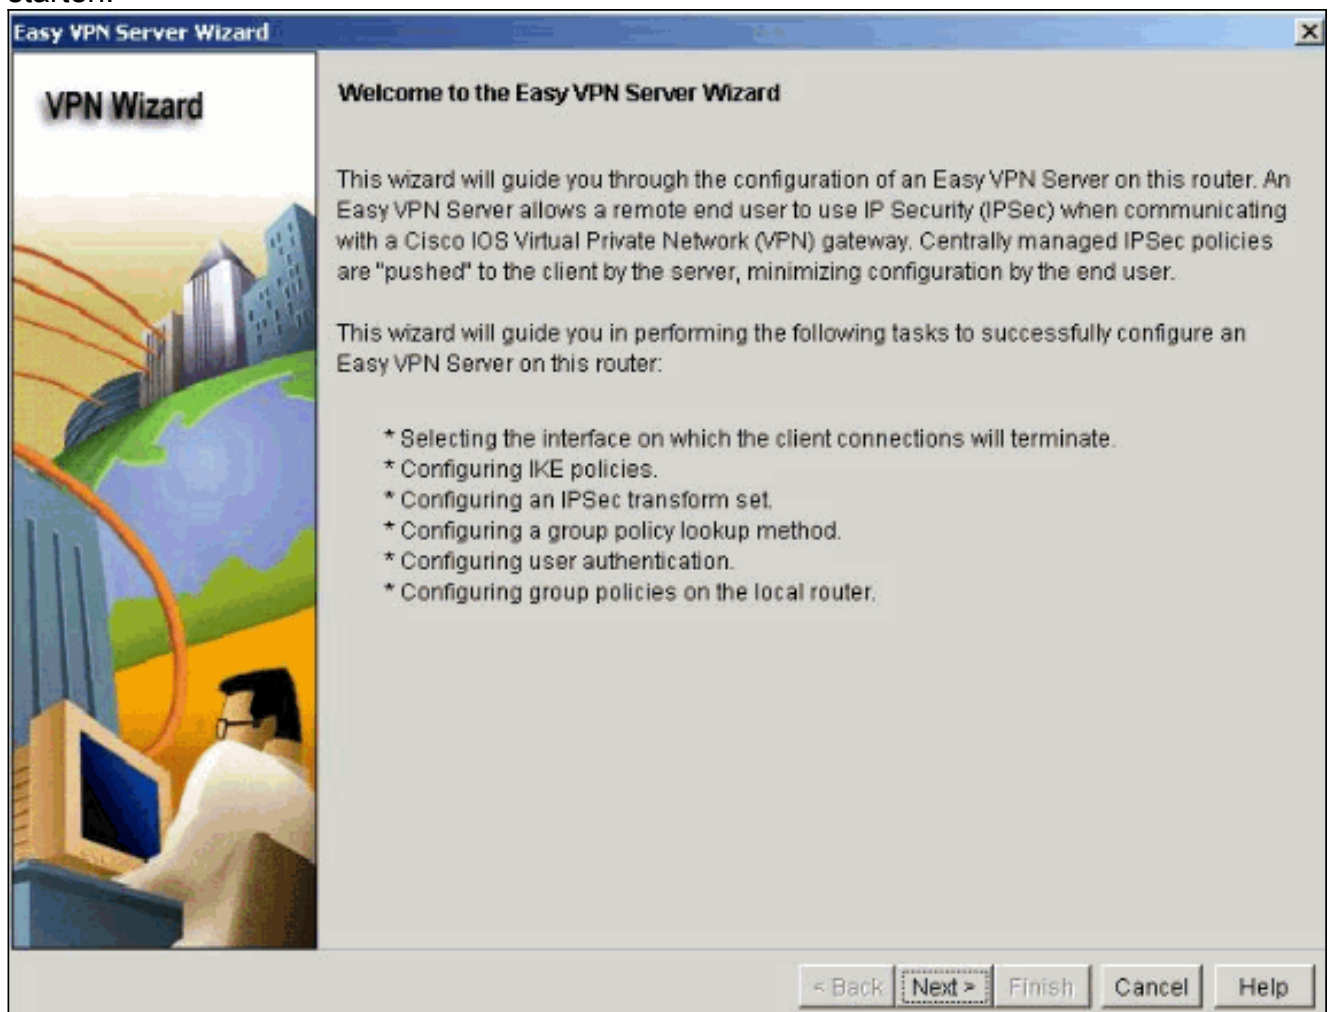 Easy VPN Server Wizard
VPN Wizard
Welcome to the Easy VPN Server Wizard
This wizard will guide you through the configuration of an Easy VPN Server on this router. An
Easy VPN Server allows a remote end user to use IP Security (IPSec) when communicating
with a Cisco IOS Virtual Private Network (VPN) gateway. Centrally managed IPSec policies
are "pushed" to the client by the server, minimizing configuration by the end user.
This wizard will guide you in performing the following tasks to successfully configure an
Easy VPN Server on this router:
* Selecting the interface on which the client connections will terminate.
* Configuring IKE policies.
* Configuring an IPSec transform set.
* Configuring a group policy lookup method.
* Configuring user authentication.
* Configuring group policies on the local router.
< Back Next > Finish Cancel Help